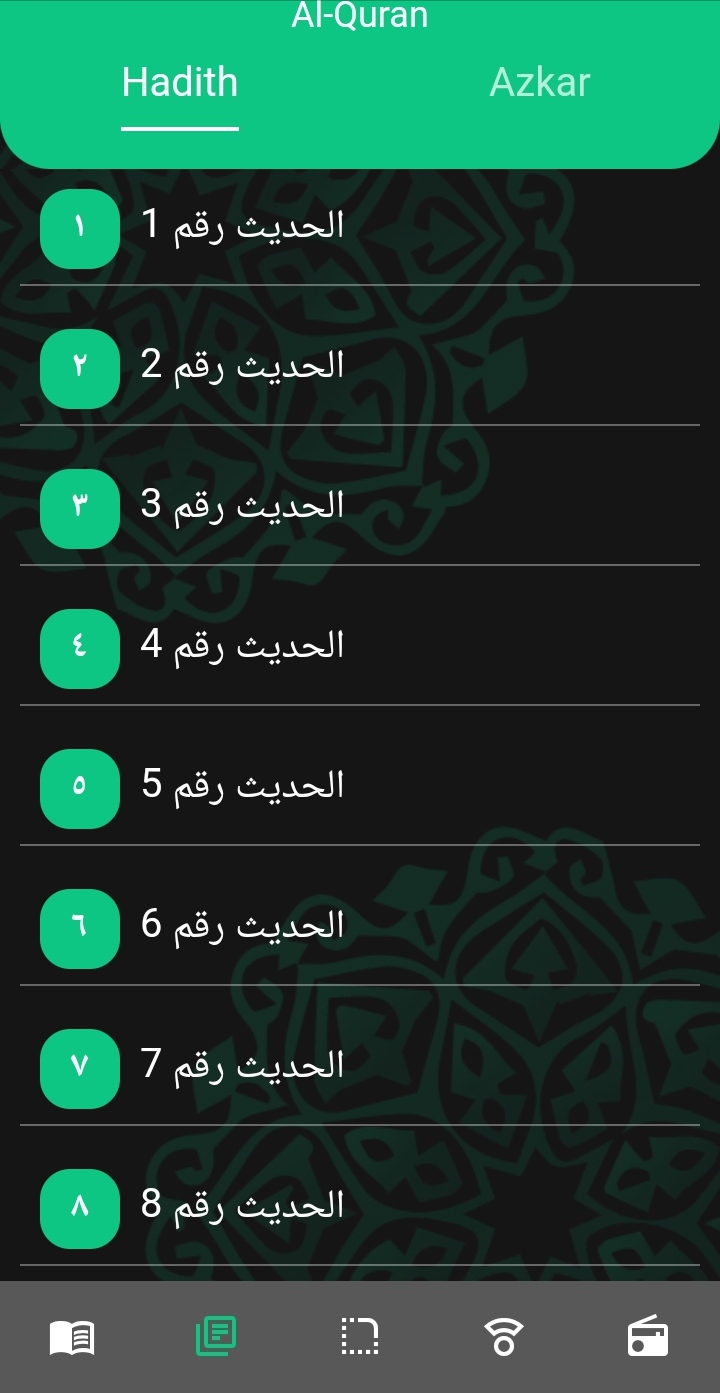 Al-Quran
Hadith Azkar
١ الحديث رقم 1
٢ الحديث رقم 2
٣ الحديث رقم 3
٤ الحديث رقم 4
٥ الحديث رقم 5
٦ الحديث رقم 6
٧ الحديث رقم 7
٨ الحديث رقم 8